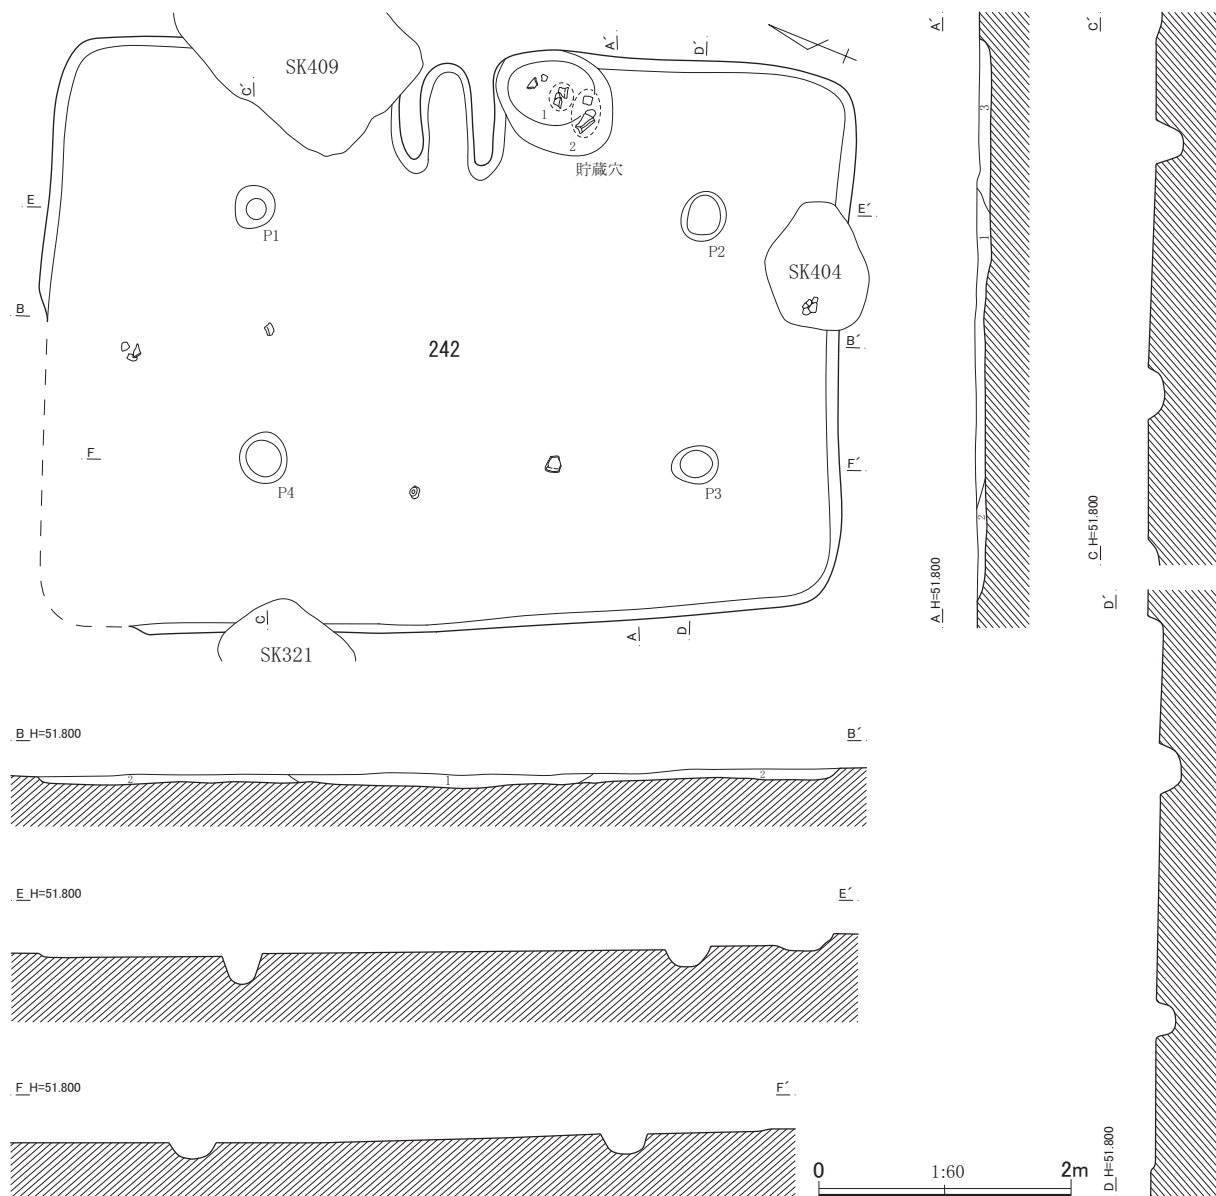 SK409
A´
D´
C´
1
2
貯蔵穴
E
E´
P1
P2
SK404
B
B´
242
F
F´
P4
P3
C
SK321
A
D
A´
3
1
2
A H=51.800
C´
C H=51.800
D´
D H=51.800
B H=51.800
B´
2
1
2
E H=51.800
E´
F H=51.800
F´
0
1:60
2m